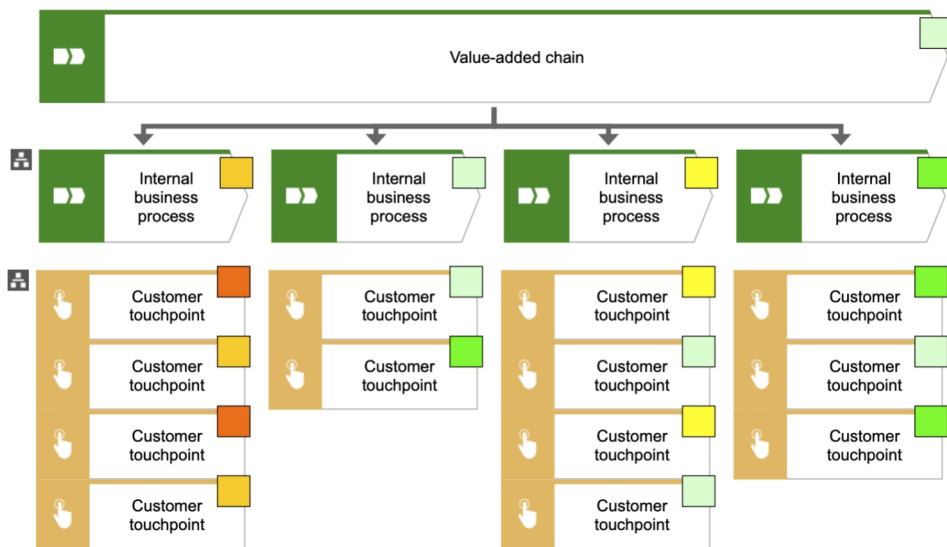 Value-added chain
Internal
business
process
Internal
business
process
Internal
business
process
Internal
business
process
Customer
touchpoint
Customer
touchpoint
Customer
touchpoint
Customer
touchpoint
Customer
touchpoint
Customer
touchpoint
Customer
touchpoint
Customer
touchpoint
Customer
touchpoint
Customer
touchpoint
Customer
touchpoint
Customer
touchpoint
Customer
touchpoint